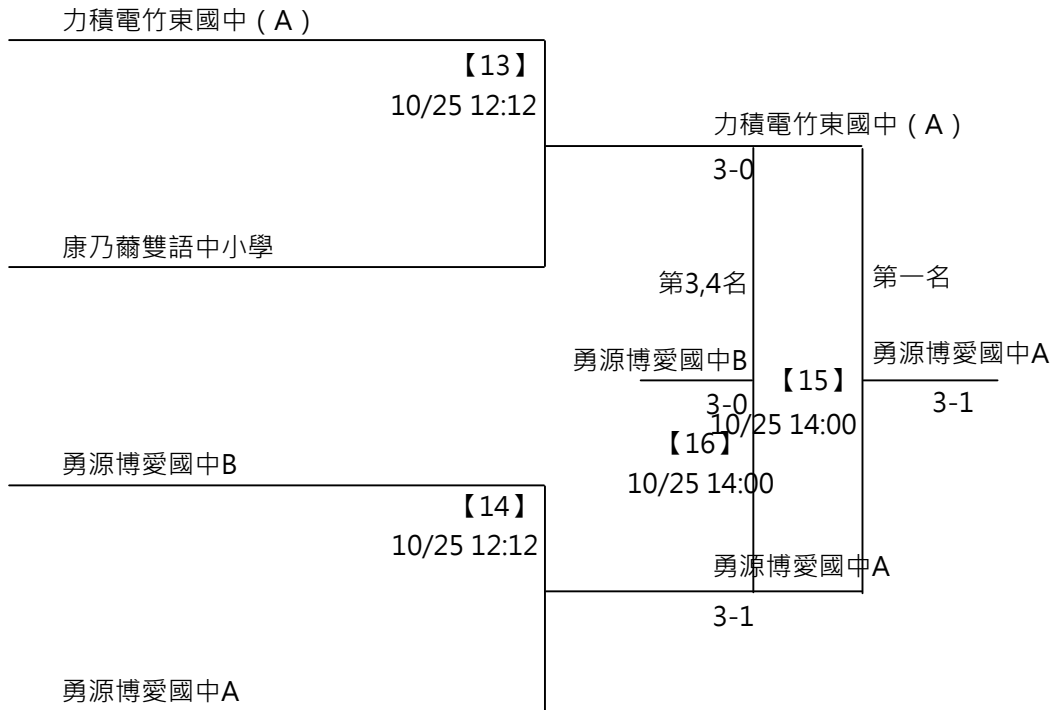 力積電竹東國中（A）
【13】
10/25 12:12
力積電竹東國中（A）
3-0
康乃薾雙語中小學
第3,4名
第一名
勇源博愛國中B
勇源博愛國中A
【15】
3-0
3-1
10/25 14:00
【16】
勇源博愛國中B
10/25 14:00
【14】
10/25 12:12
勇源博愛國中A
3-1
勇源博愛國中A